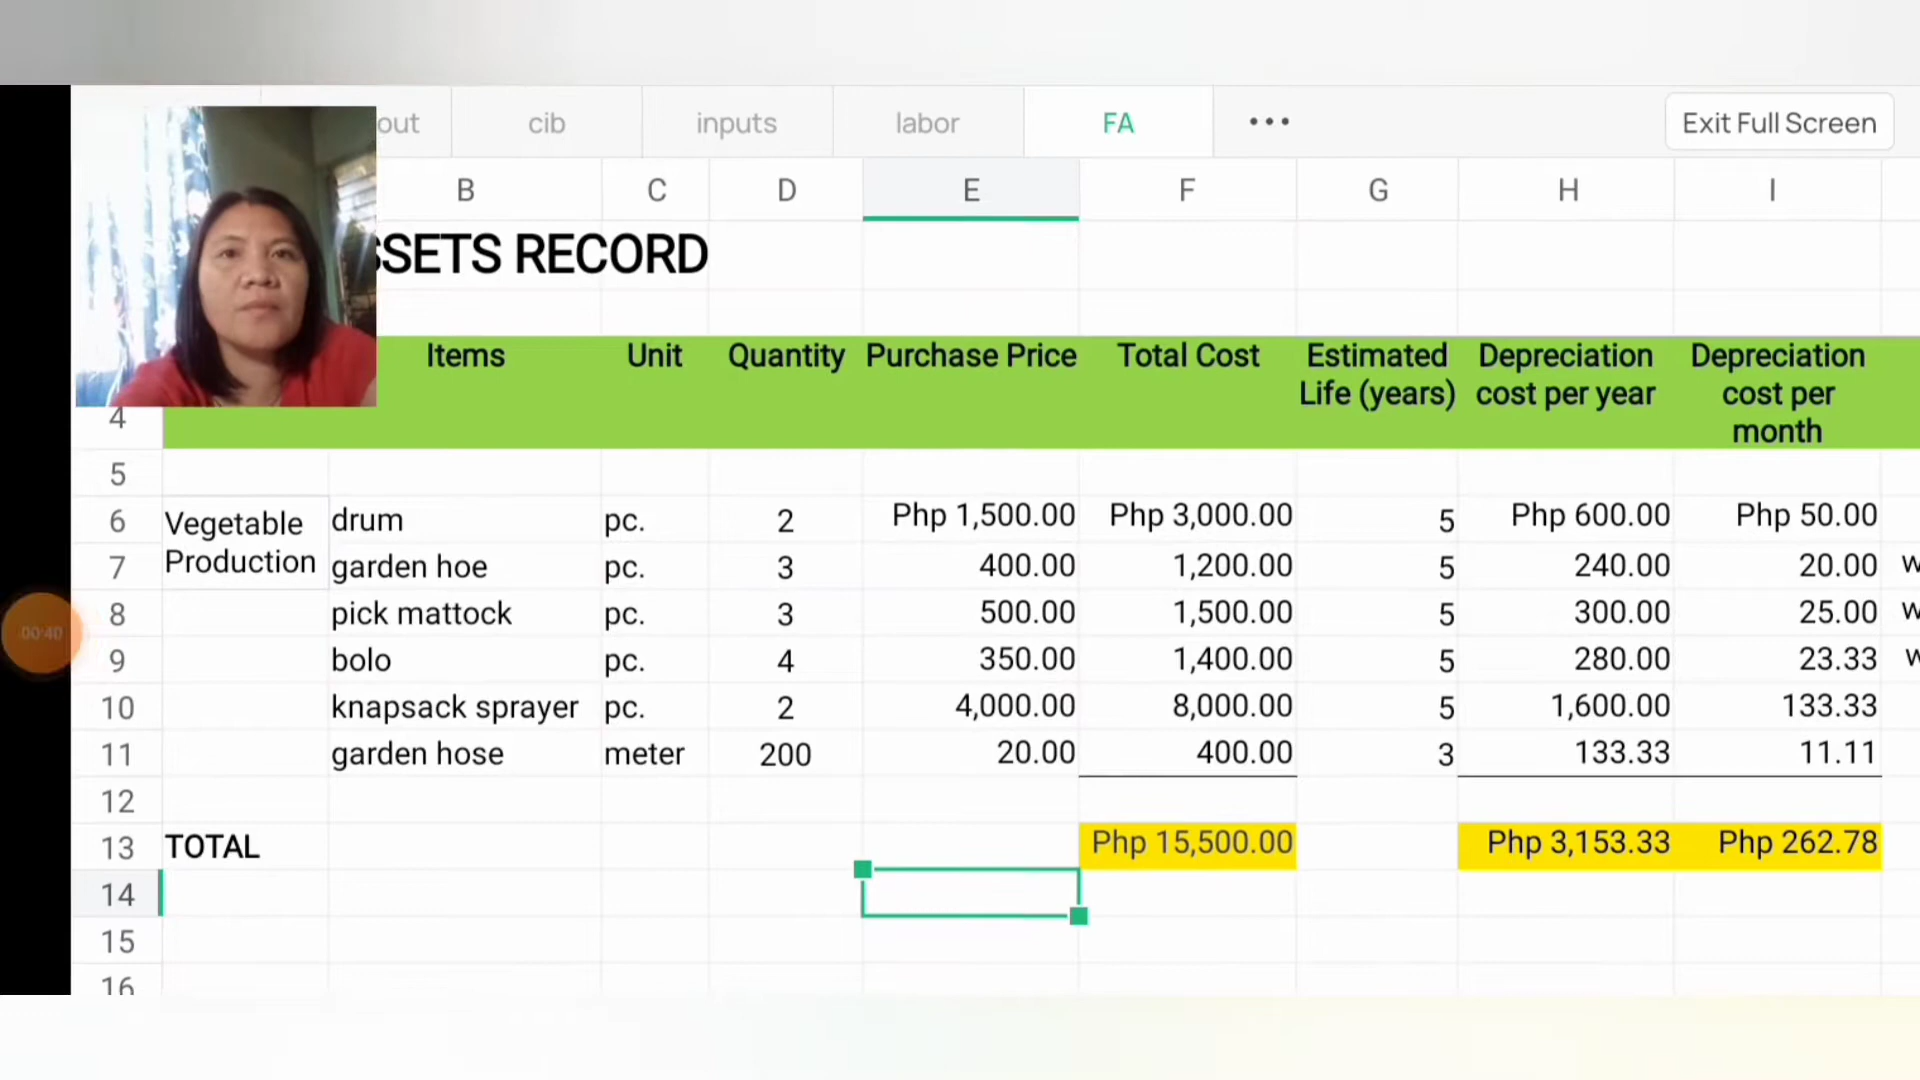 out cib inputs labor FA ••• Exit Full Screen
B C D E F G H I
SSETS RECORD
Items Unit Quantity Purchase Price Total Cost Estimated Life (years) Depreciation cost per year Depreciation cost per month
4
5
6 Vegetable Production drum pc. 2 Php 1,500.00 Php 3,000.00 5 Php 600.00 Php 50.00
7 garden hoe pc. 3 400.00 1,200.00 5 240.00 20.00 w
8 pick mattock pc. 3 500.00 1,500.00 5 300.00 25.00 w
9 bolo pc. 4 350.00 1,400.00 5 280.00 23.33 w
10 knapsack sprayer pc. 2 4,000.00 8,000.00 5 1,600.00 133.33
11 garden hose meter 200 20.00 400.00 3 133.33 11.11
12
13 TOTAL Php 15,500.00 Php 3,153.33 Php 262.78
14
15
16
00:40